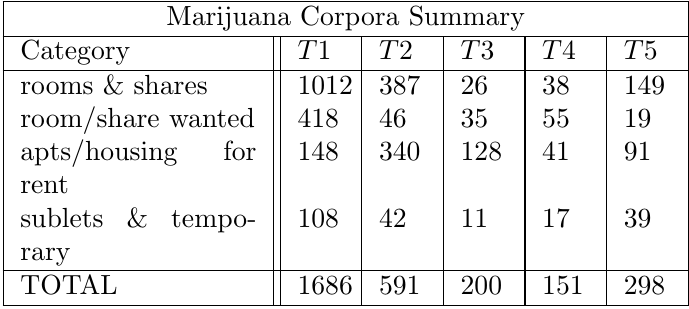 Marijuana Corpora Summary
Category T1 T2 T3 T4 T5
rooms & shares 1012 387 26 38 149
room/share wanted 418 46 35 55 19
apts/housing for 148 340 128 41 91
rent
sublets & tempo- 108 42 11 17 39
rary
TOTAL 1686 591 200 151 298